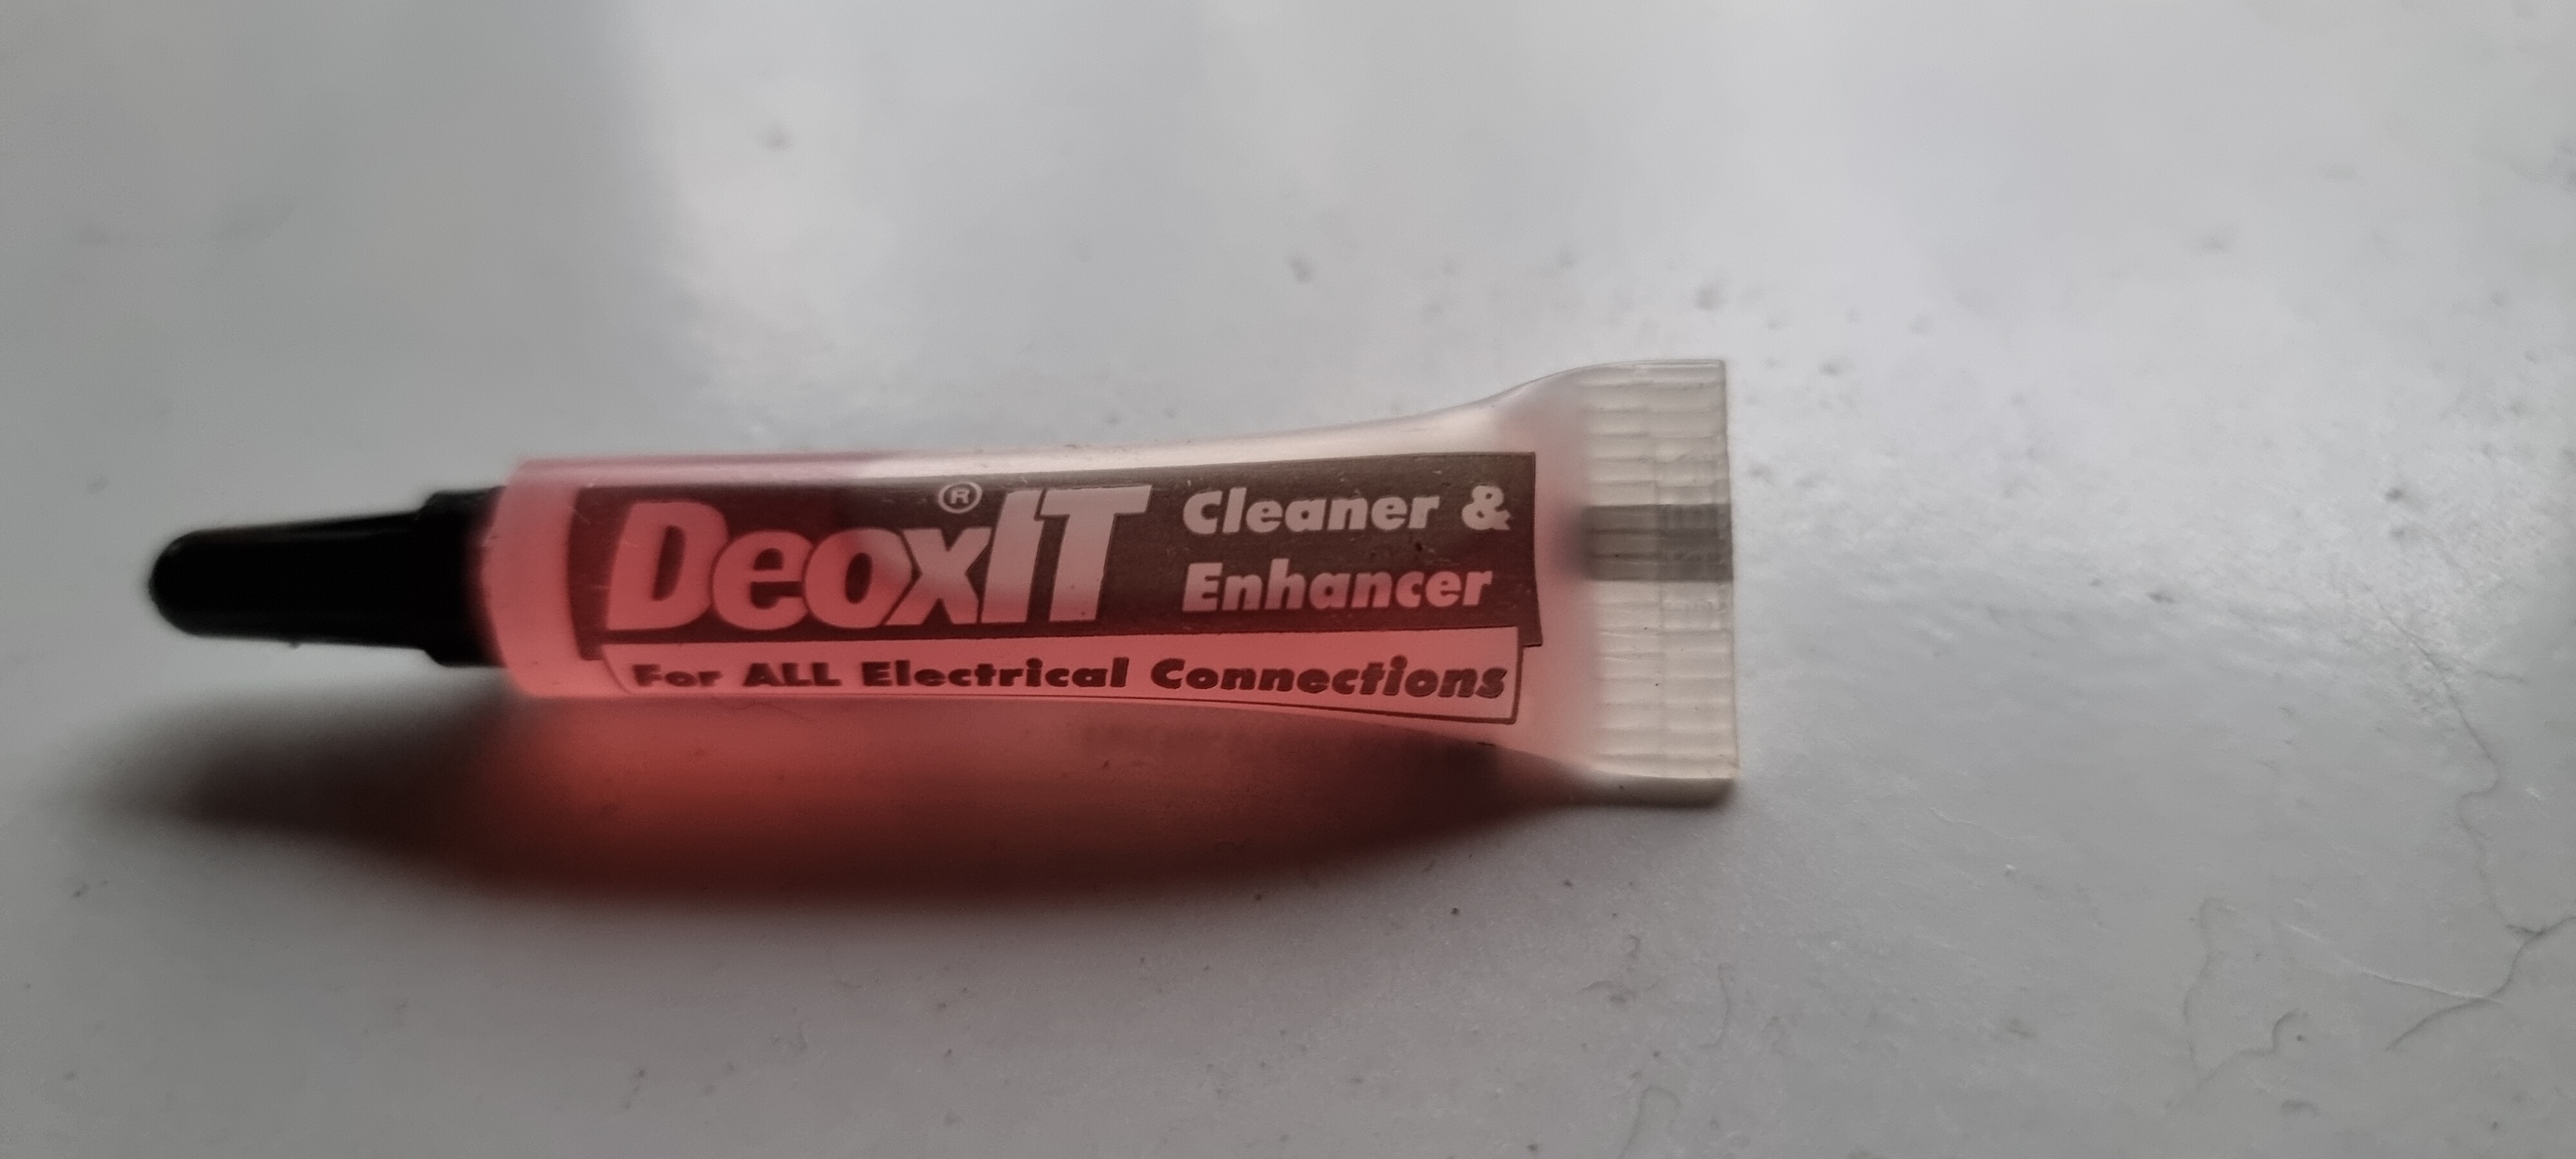 DeoxIT® Cleaner &
Enhancer
For ALL Electrical Connections